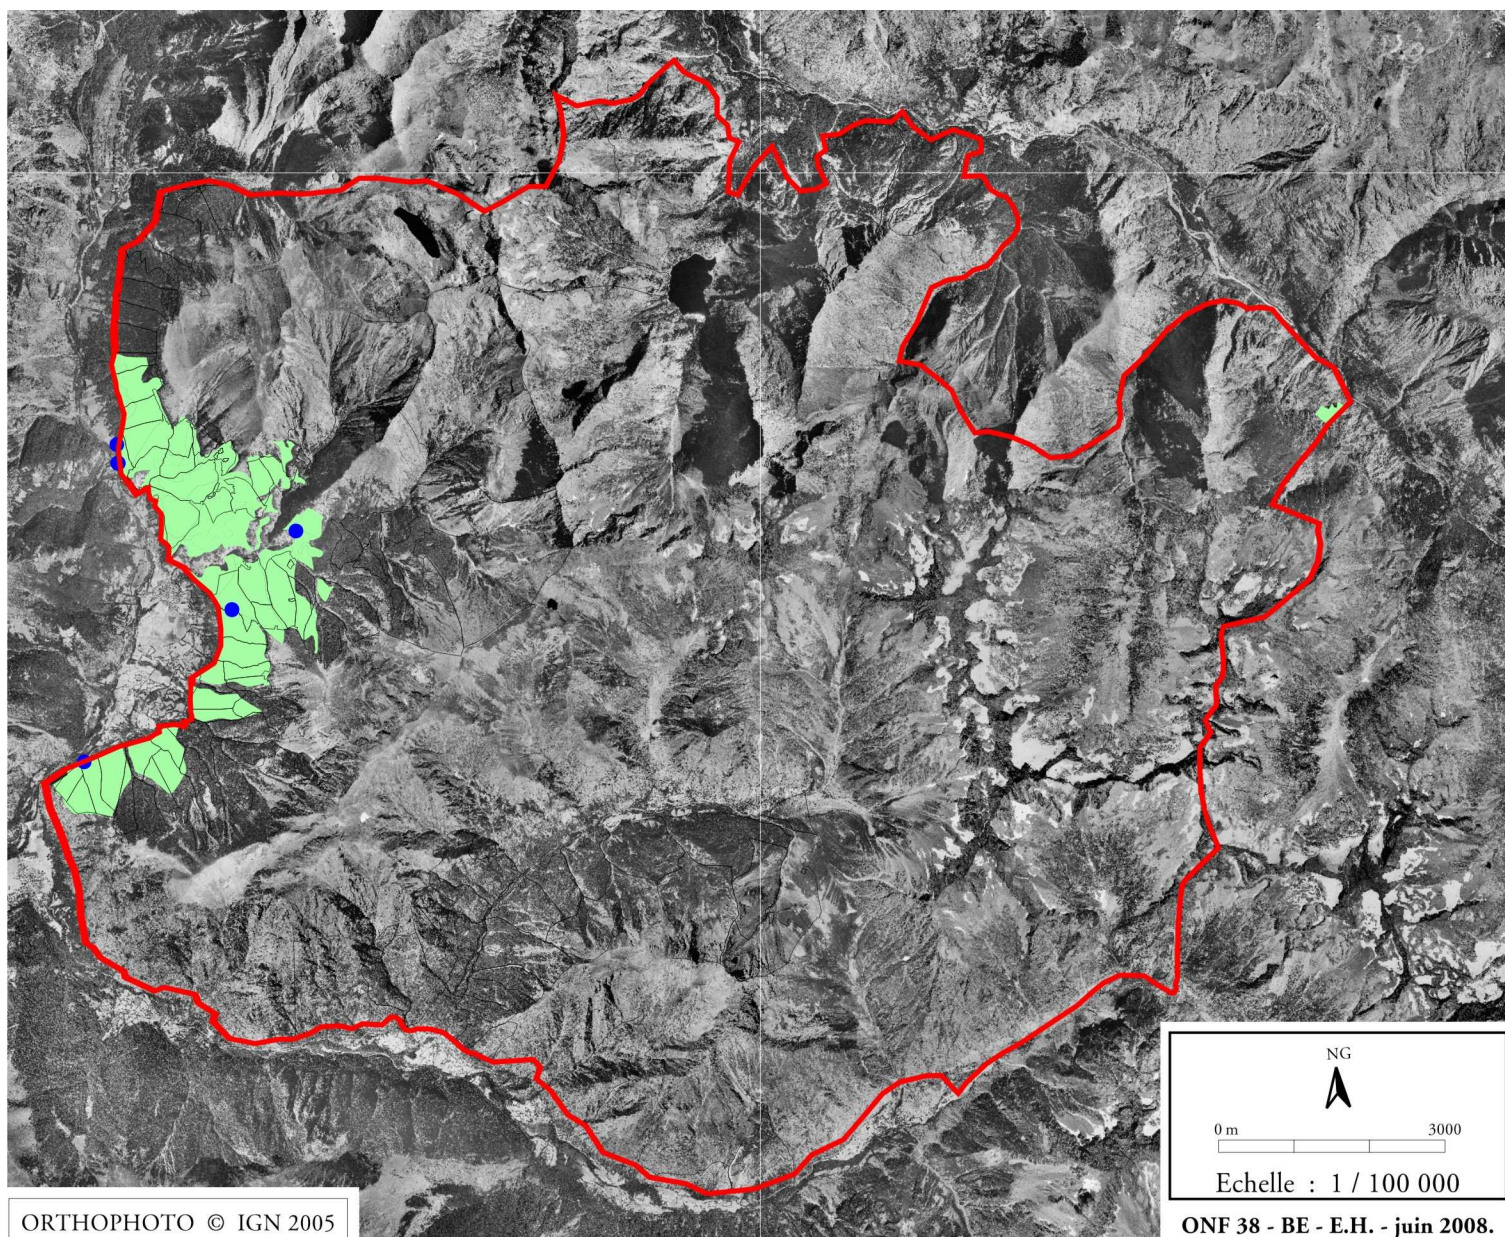 NG
0 m 3000
Echelle : 1 / 100 000
ORTHOPHOTO © IGN 2005
ONF 38 - BE - E.H. - juin 2008.